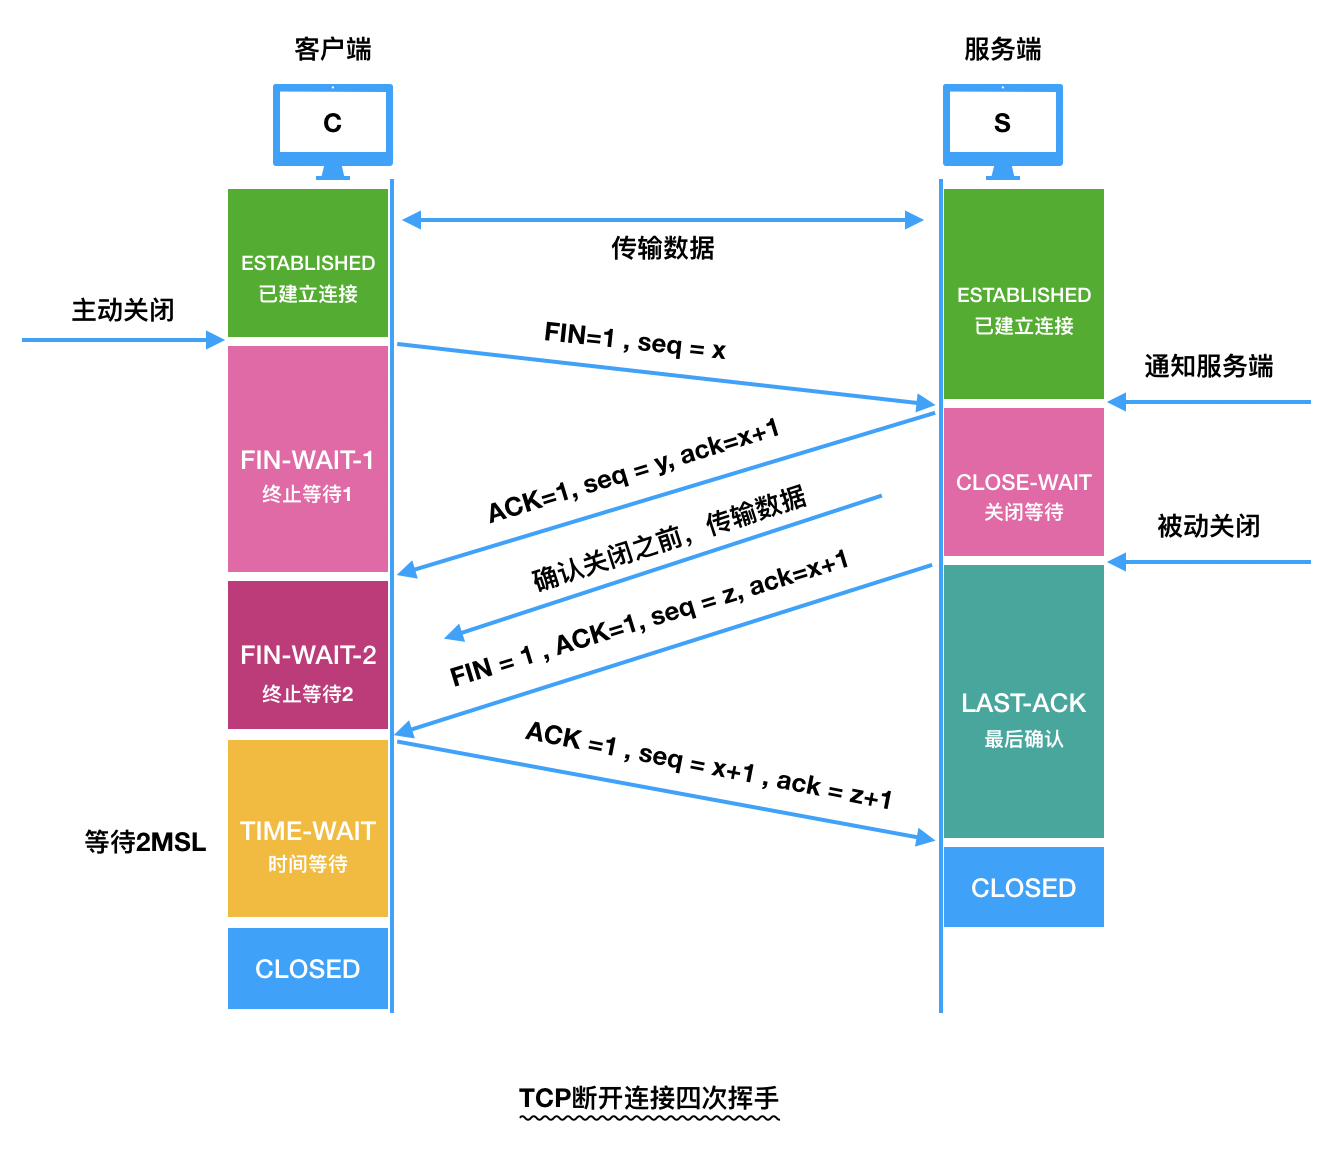 客户端
服务端
C
S
传输数据
ESTABLISHED
已建立连接
ESTABLISHED
已建立连接
主动关闭
FIN=1 , seq = x
通知服务端
ACK=1, seq = y, ack=x+1
FIN-WAIT-1
终止等待1
CLOSE-WAIT
关闭等待
确认关闭之前，传输数据
被动关闭
FIN = 1 , ACK=1, seq = z, ack=x+1
FIN-WAIT-2
终止等待2
LAST-ACK
最后确认
ACK =1 , seq = x+1 , ack = z+1
等待2MSL
TIME-WAIT
时间等待
CLOSED
CLOSED
TCP断开连接四次挥手